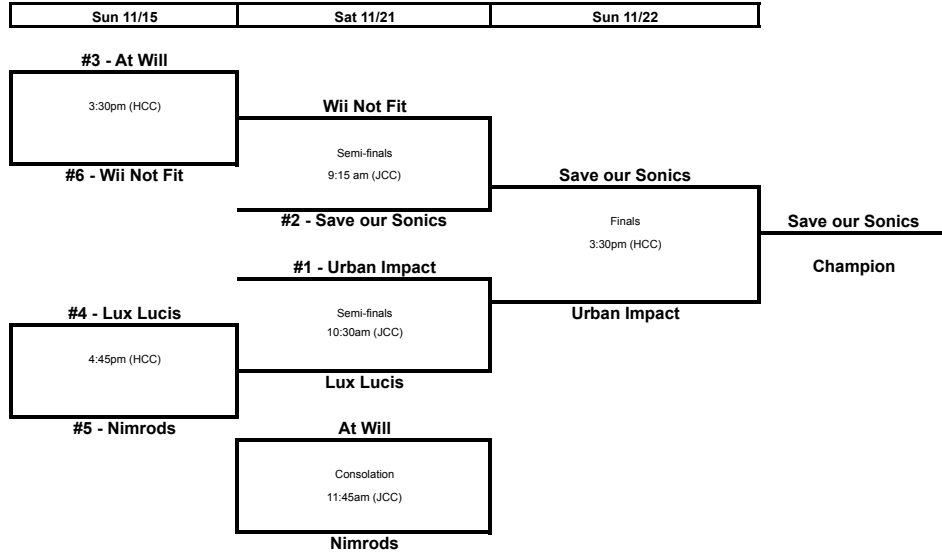 Sun 11/15 Sat 11/21 Sun 11/22
#3 - At Will
3:30pm (HCC)
#6 - Wii Not Fit
Wii Not Fit
Semi-finals
9:15 am (JCC)
#2 - Save our Sonics
Save our Sonics
Finals
3:30pm (HCC)
Urban Impact
Save our Sonics
Champion
#1 - Urban Impact
Semi-finals
10:30am (JCC)
Lux Lucis
#4 - Lux Lucis
4:45pm (HCC)
#5 - Nimrods
At Will
Consolation
11:45am (JCC)
Nimrods